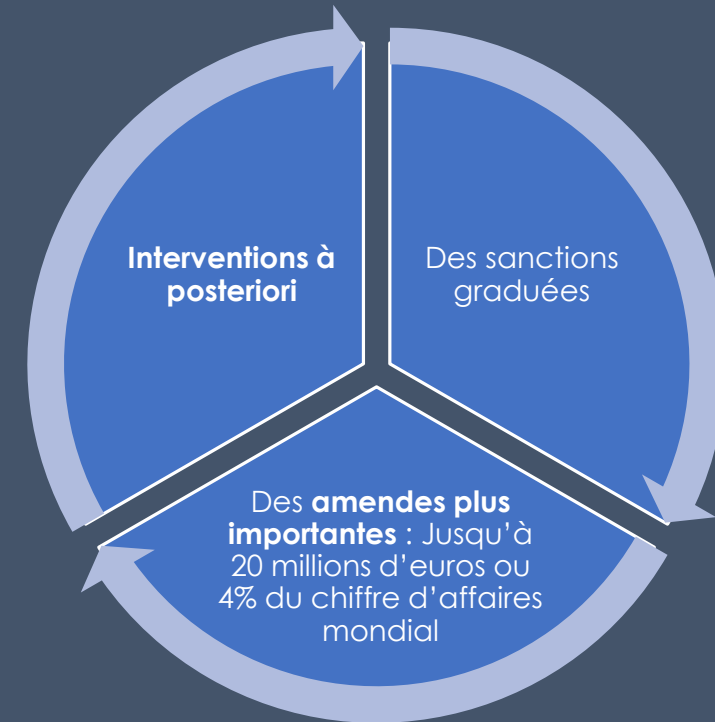 Interventions à
posteriori
Des sanctions
graduées
Des amendes plus
importantes : Jusqu'à
20 millions d'euros ou
4% du chiffre d'affaires
mondial